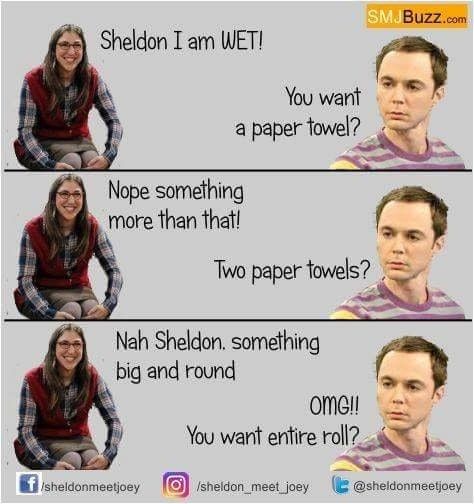 SMJBuzz.com
Sheldon I am WET!
You want
a paper towel?
Nope something
more than that!
Two paper towels?
Nah Sheldon. something
big and round
OMG!!
You want entire roll?
/sheldonmeetjoey
/sheldon_meet_joey
@sheldonmeetjoey